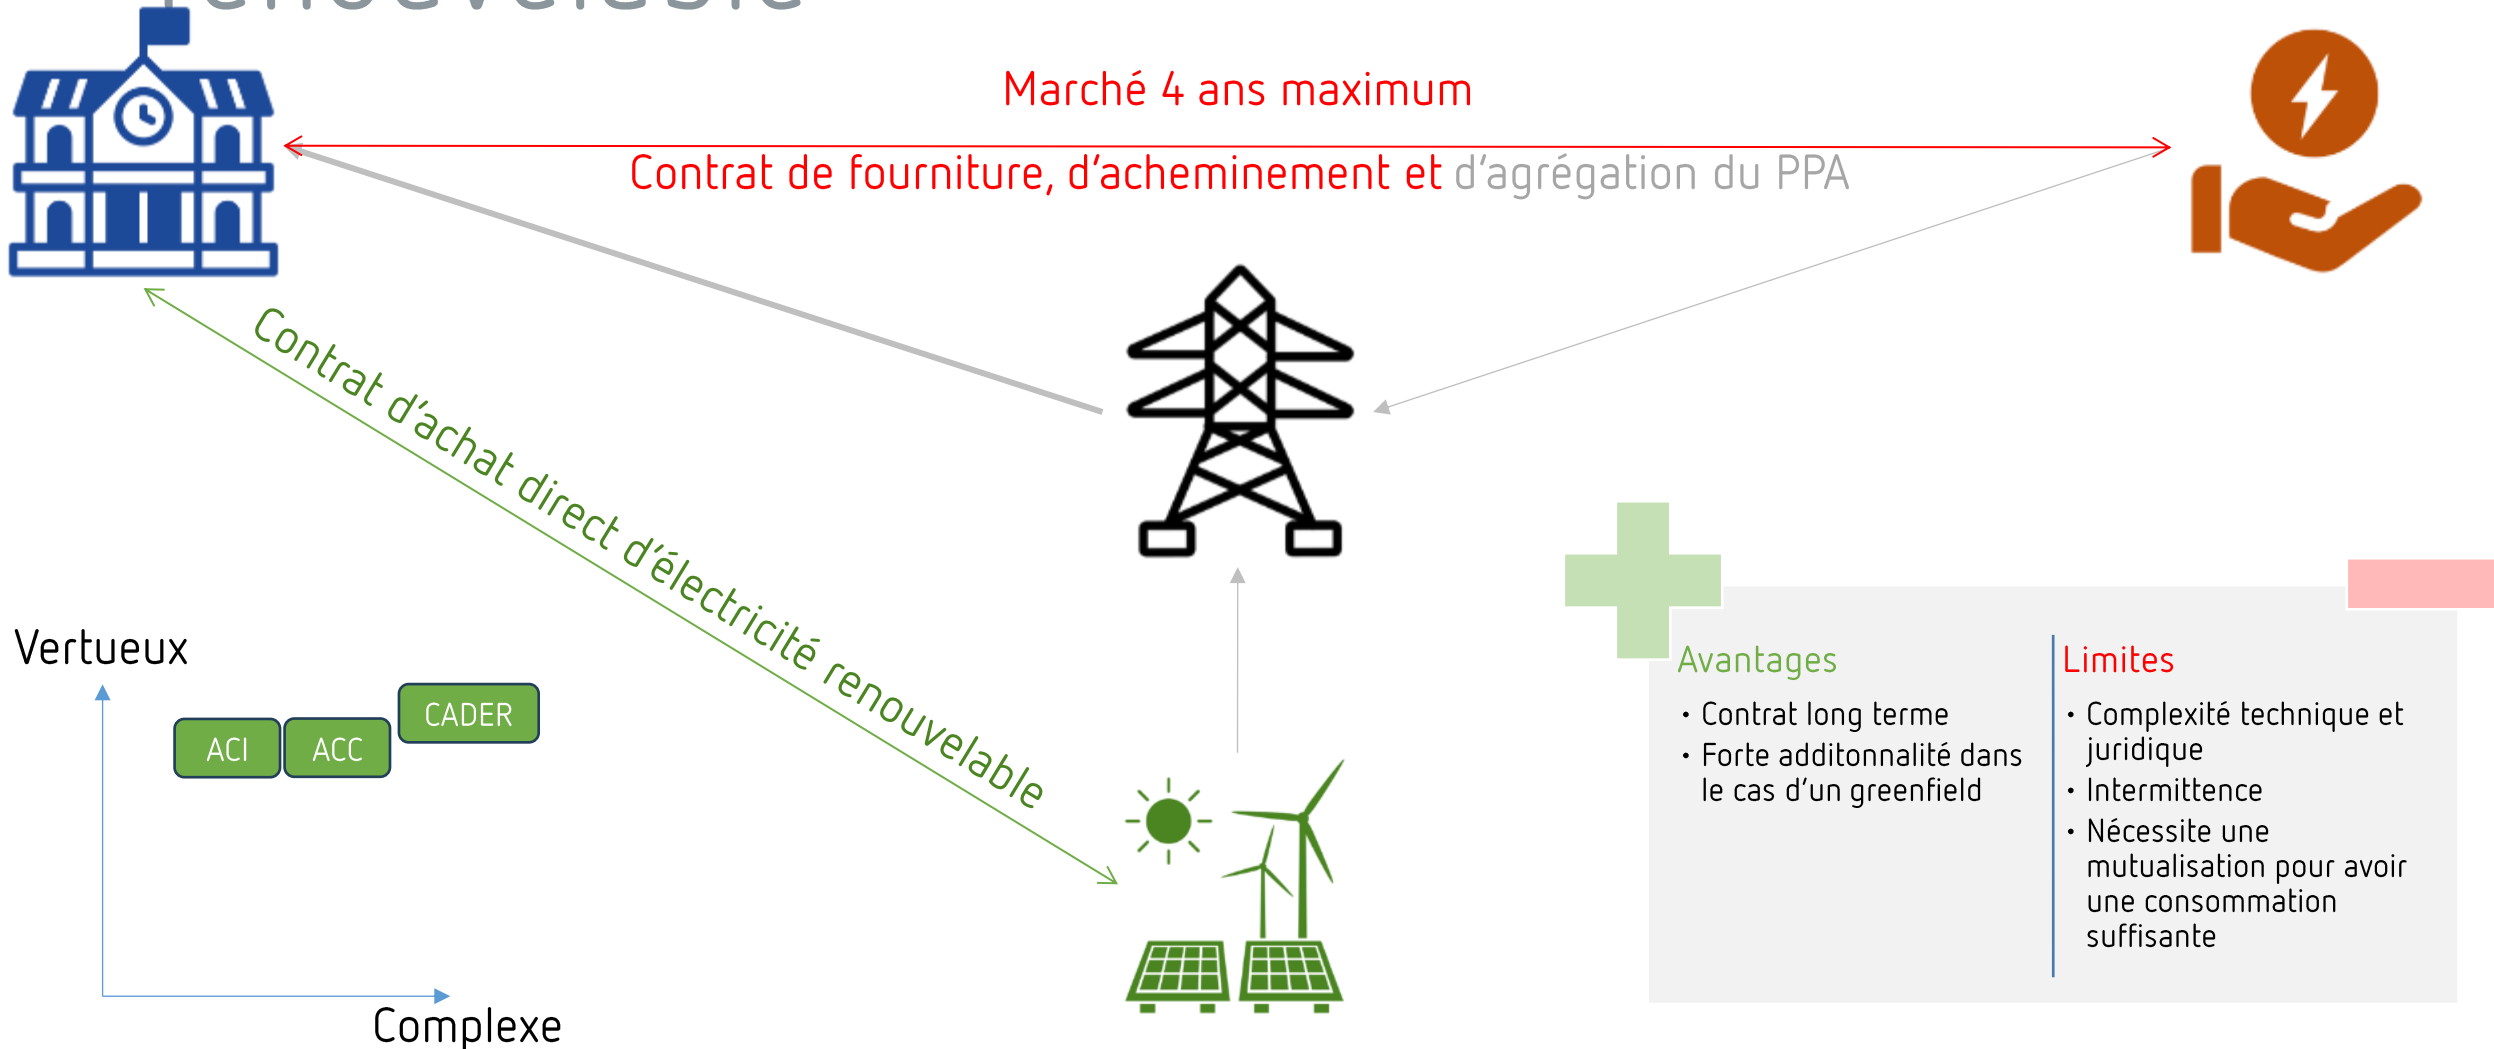 Marché 4 ans maximum
Contrat de fourniture, d’acheminement et d’agrégation du PPA
Contrat d’achat direct d’électricité renouvelable
Vertueux
CADER
ACI
ACC
Complexe
Avantages
• Contrat long terme
• Forte additonnalité dans
le cas d’un greenfield
Limites
• Complexité technique et
juridique
• Intermittence
• Nécessite une
mutualisation pour avoir
une consommation
suffisante